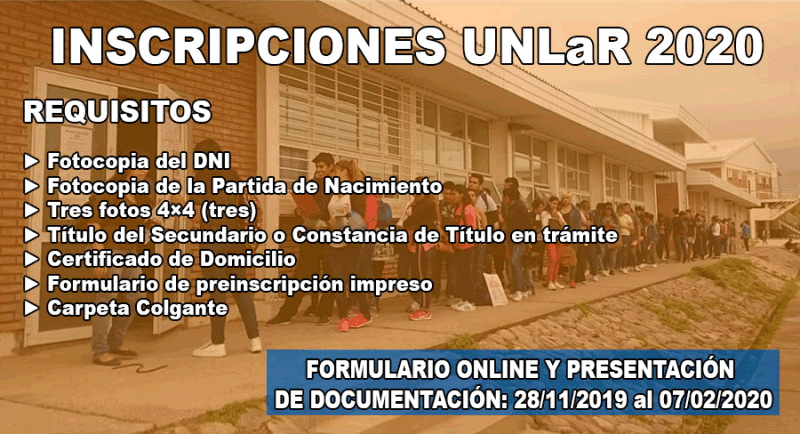 INSCRIPCIONES UNLaR 2020
REQUISITOS
► Fotocopia del DNI
► Fotocopia de la Partida de Nacimiento
► Tres fotos 4×4 (tres)
► Título del Secundario o Constancia de Título en trámite
► Certificado de Domicilio
► Formulario de preinscripción impreso
► Carpeta Colgante
FORMULARIO ONLINE Y PRESENTACIÓN
DE DOCUMENTACIÓN: 28/11/2019 al 07/02/2020